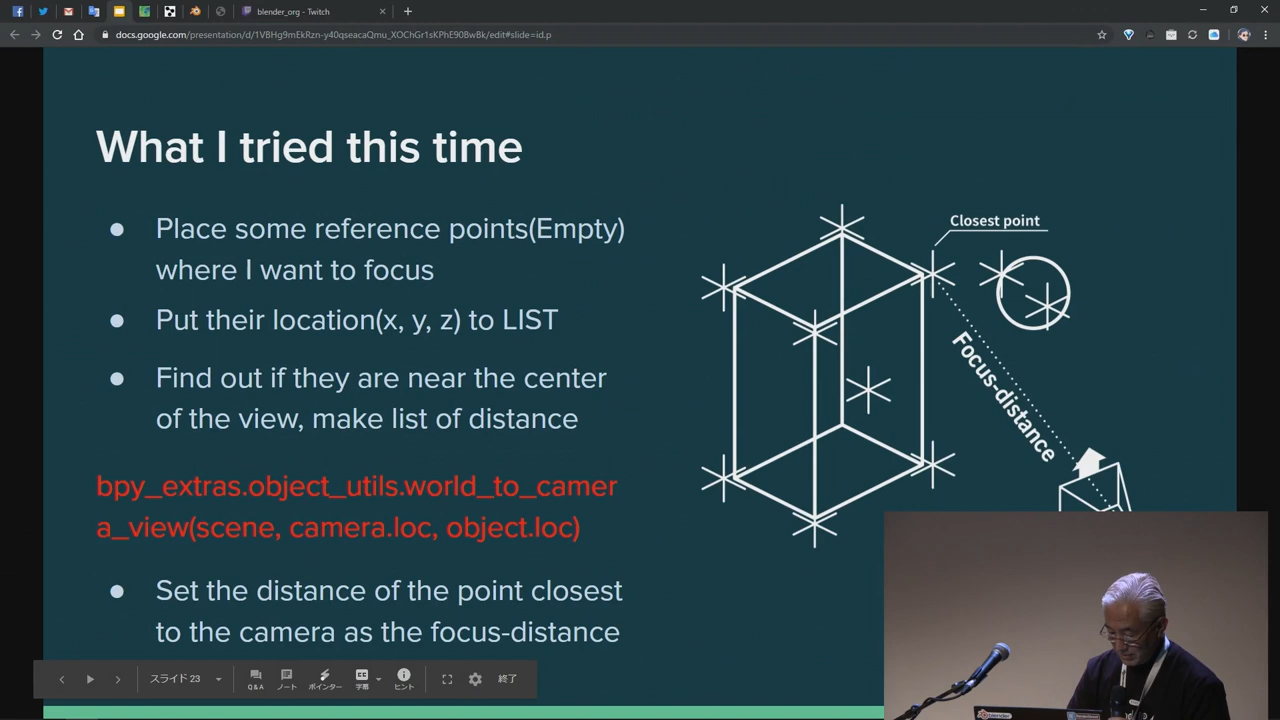 blender_org - Twitch
docs.google.com/presentation/d/1VBHg9mEkRzn-y40qseacaQmu_XOChGr1sKPhE90BwBk/edit#slide=id.p
What I tried this time
● Place some reference points(Empty)
where I want to focus
● Put their location(x, y, z) to LIST
● Find out if they are near the center
of the view, make list of distance
bpy_extras.object_utils.world_to_camer
a_view(scene, camera.loc, object.loc)
● Set the distance of the point closest
to the camera as the focus-distance
Closest point
Focus-distance
スライド 23
Q&A
ノート
ポインター
字幕
ヒント
終了
blender